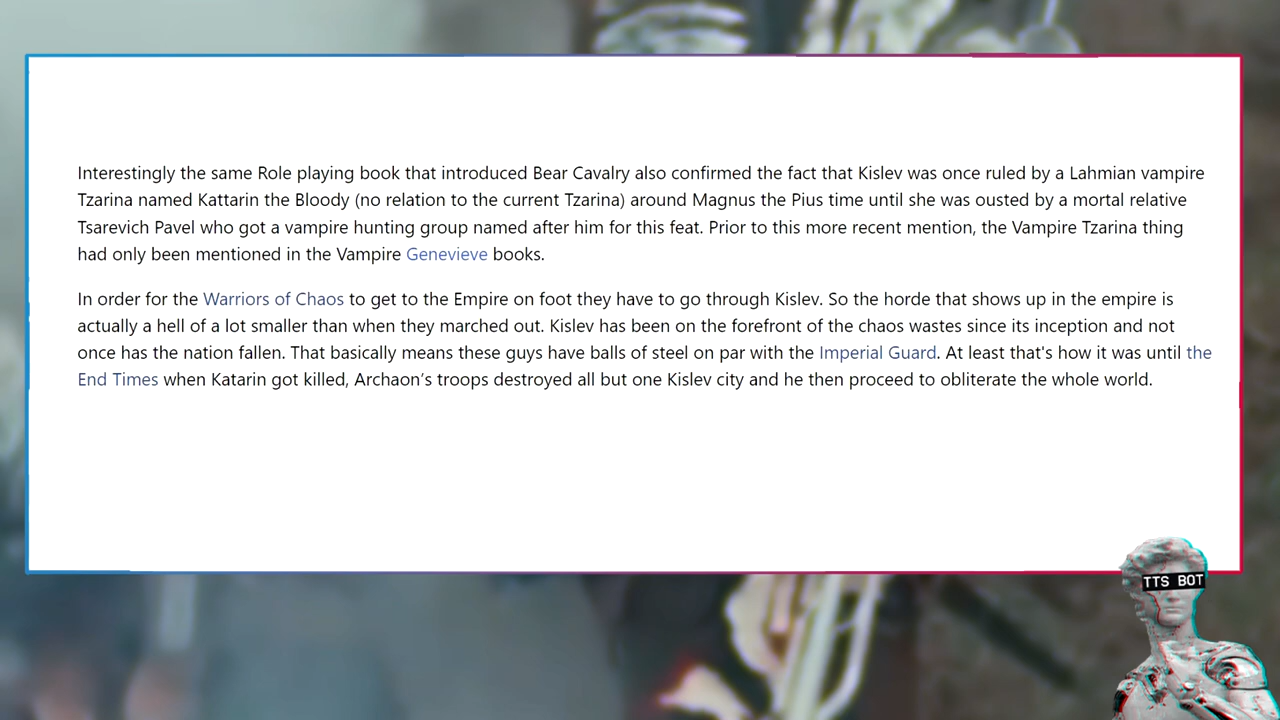 Interestingly the same Role playing book that introduced Bear Cavalry also confirmed the fact that Kislev was once ruled by a Lahmian vampire
Tzarina named Kattarin the Bloody (no relation to the current Tzarina) around Magnus the Pius time until she was ousted by a mortal relative
Tsarevich Pavel who got a vampire hunting group named after him for this feat. Prior to this more recent mention, the Vampire Tzarina thing
had only been mentioned in the Vampire Genevieve books.
In order for the Warriors of Chaos to get to the Empire on foot they have to go through Kislev. So the horde that shows up in the empire is
actually a hell of a lot smaller than when they marched out. Kislev has been on the forefront of the chaos wastes since its inception and not
once has the nation fallen. That basically means these guys have balls of steel on par with the Imperial Guard. At least that's how it was until the
End Times when Katarin got killed, Archaon’s troops destroyed all but one Kislev city and he then proceed to obliterate the whole world.
TTS BOT